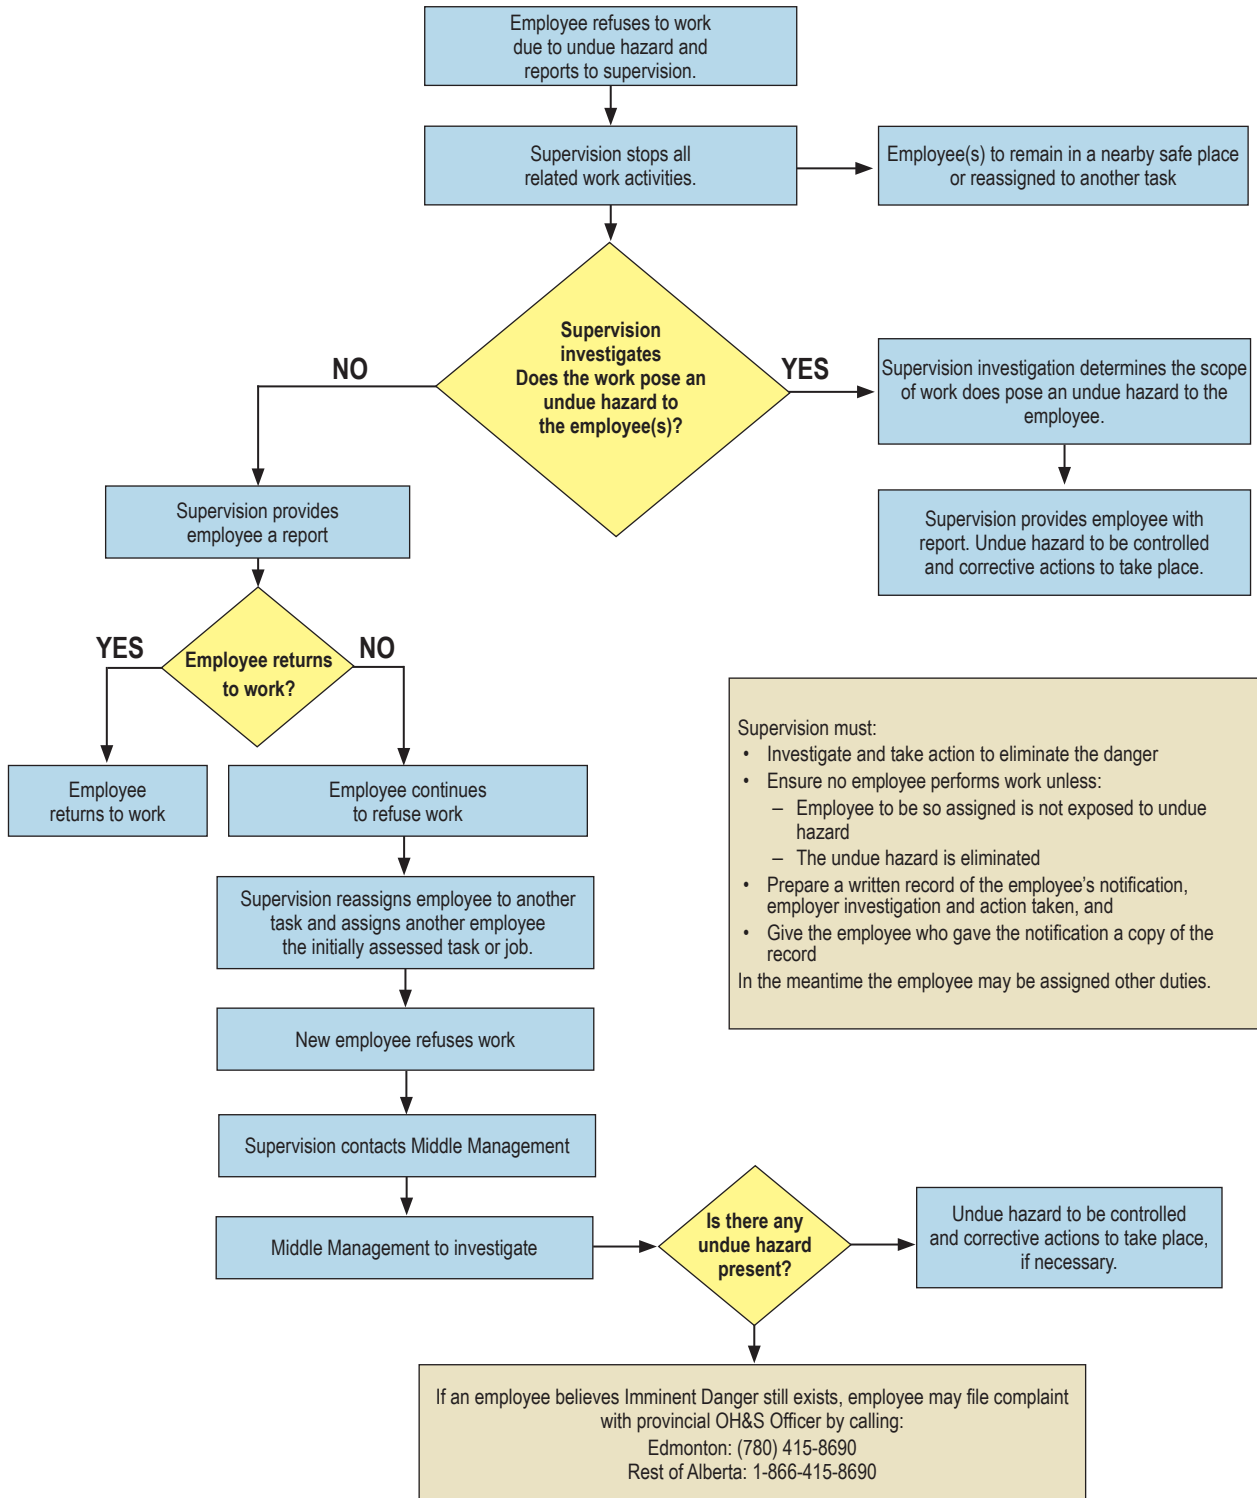 Employee refuses to work
due to undue hazard and
reports to supervision.
Supervision stops all
related work activities.
Employee(s) to remain in a nearby safe place
or reassigned to another task
Supervision
investigates
Does the work pose an
undue hazard to
the employee(s)?
NO
YES
Supervision investigation determines the scope
of work does pose an undue hazard to the
employee.
Supervision provides employee with
report. Undue hazard to be controlled
and corrective actions to take place.
Supervision provides
employee a report
YES
NO
Employee returns
to work?
Employee
returns to work
Employee continues
to refuse work
Supervision reassigns employee to another
task and assigns another employee
the initially assessed task or job.
New employee refuses work
Supervision contacts Middle Management
Middle Management to investigate
Supervision must:
• Investigate and take action to eliminate the danger
• Ensure no employee performs work unless:
– Employee to be so assigned is not exposed to undue
hazard
– The undue hazard is eliminated
• Prepare a written record of the employee’s notification,
employer investigation and action taken, and
• Give the employee who gave the notification a copy of the
record
In the meantime the employee may be assigned other duties.
Is there any
undue hazard
present?
Undue hazard to be controlled
and corrective actions to take place,
if necessary.
If an employee believes Imminent Danger still exists, employee may file complaint
with provincial OH&S Officer by calling:
Edmonton: (780) 415-8690
Rest of Alberta: 1-866-415-8690